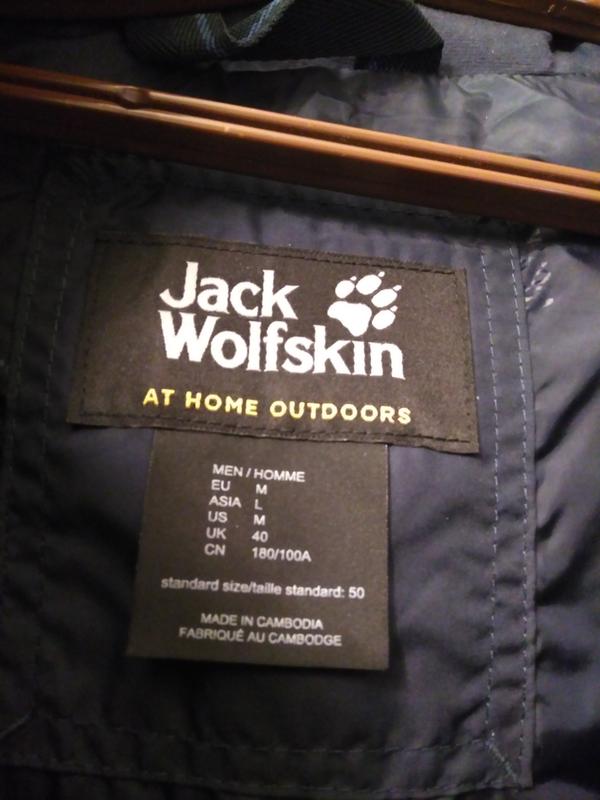 Jack
Wolfskin
AT HOME OUTDOORS
MEN / HOMME
EU M
ASIA L
US M
UK 40
CN 180/100A
standard size/taille standard: 50
MADE IN CAMBODIA
FABRIQUÉ AU CAMBODGE